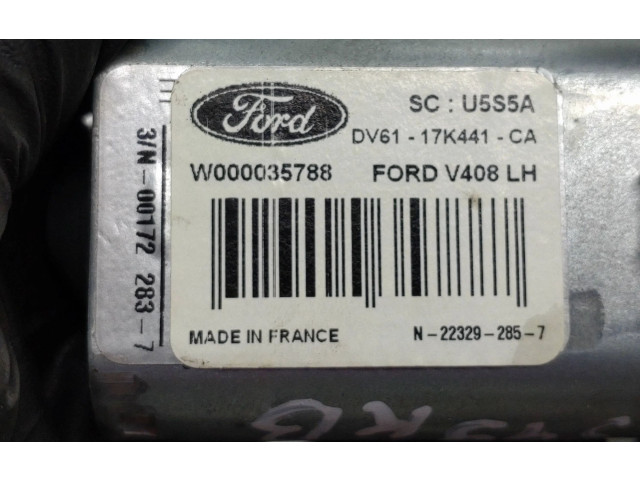 Ford
SC : U5S5A
DV61 - 17K441 - CA
W000035788
FORD V408 LH
MADE IN FRANCE
N - 22329 - 285 - 7
3/N - 00172 283 - 7